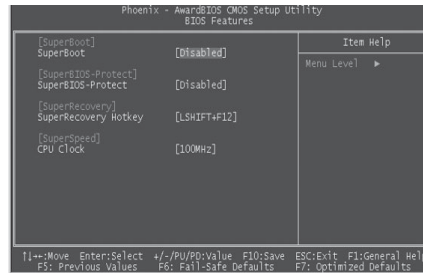 Phoenix - AwardBIOS CMOS Setup Utility
BIOS Features
[SuperBoot]
SuperBoot [Disabled]
[SuperBIOS-Protect]
SuperBIOS-Protect [Disabled]
[SuperRecovery]
SuperRecovery Hotkey [LSHIFT+F12]
[SuperSpeed]
CPU Clock [100MHz]
Item Help
Menu Level ▶
↑↓↔:Move Enter:Select +/-/PU/PD:Value F10:Save ESC:Exit F1:General Hel
F5: Previous Values F6: Fail-Safe Defaults F7: Optimized Defaults